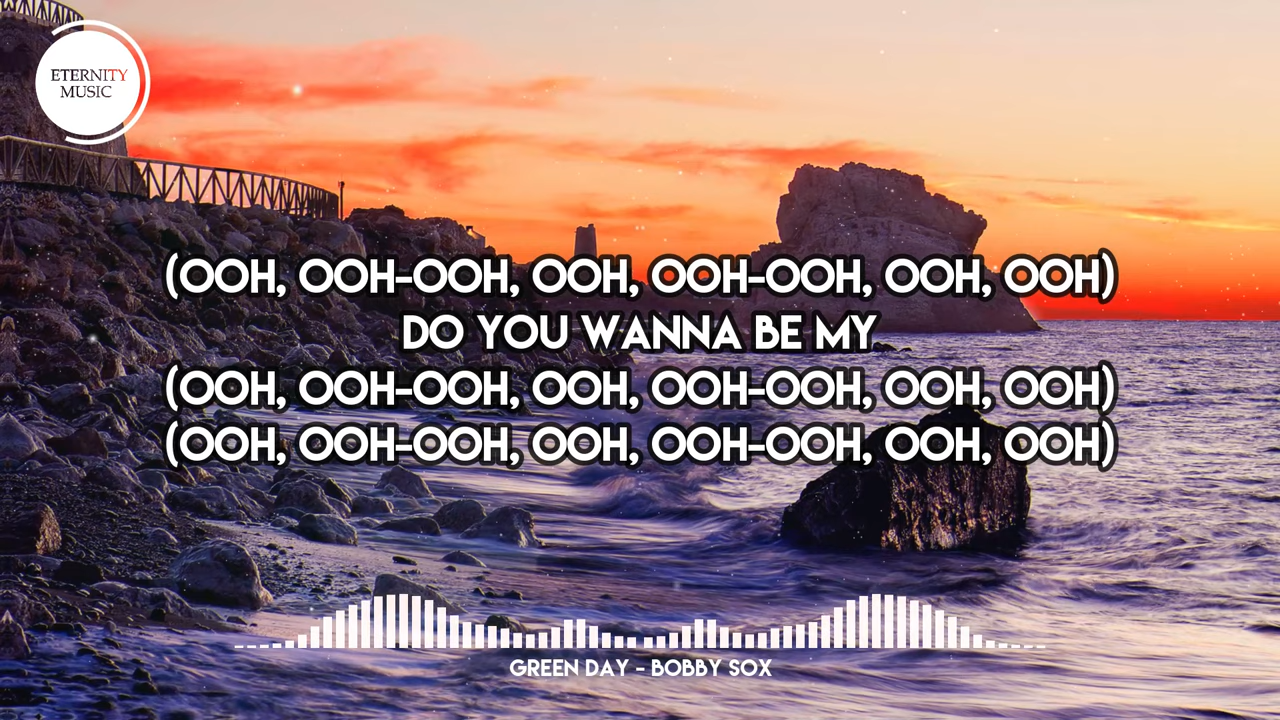 ETERNITY
MUSIC
(OOH, OOH-OOH, OOH, OOH-OOH, OOH, OOH)
DO YOU WANNA BE MY
(OOH, OOH-OOH, OOH, OOH-OOH, OOH, OOH)
(OOH, OOH-OOH, OOH, OOH-OOH, OOH, OOH)
GREEN DAY - BOBBY SOX